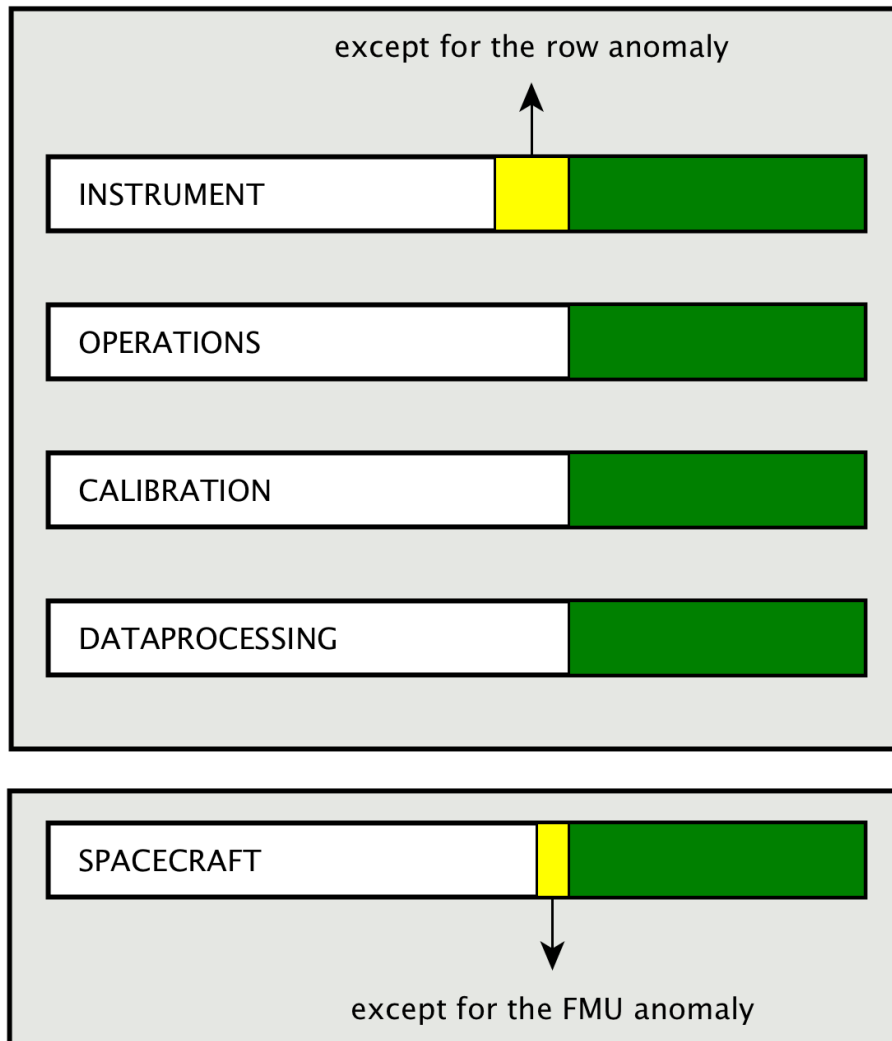 except for the row anomaly
INSTRUMENT
OPERATIONS
CALIBRATION
DATAPROCESSING
SPACECRAFT
except for the FMU anomaly